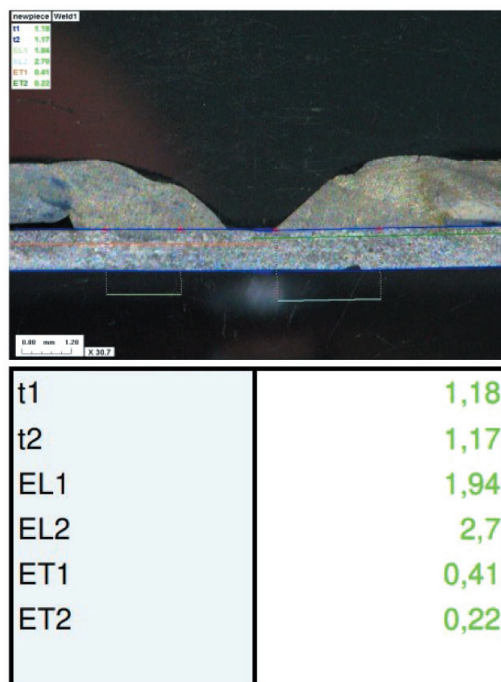 newpiece Weld1
t1 1.18
t2 1.17
EL1 1.94
EL2 2.70
ET1 0.41
ET2 0.22
0.00 mm 1.20
X 30.7
t1 1,18
t2 1,17
EL1 1,94
EL2 2,7
ET1 0,41
ET2 0,22